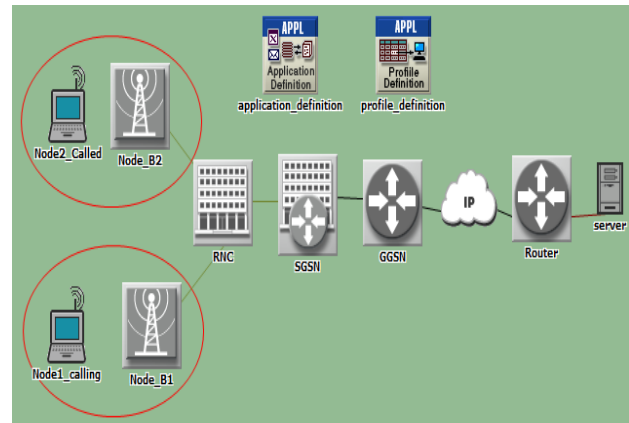 APPL
Application
Definition
application_definition
APPL
Profile
Definition
profile_definition
Node2_Called
Node_B2
RNC
SGSN
GGSN
IP
Router
server
Node1_calling
Node_B1